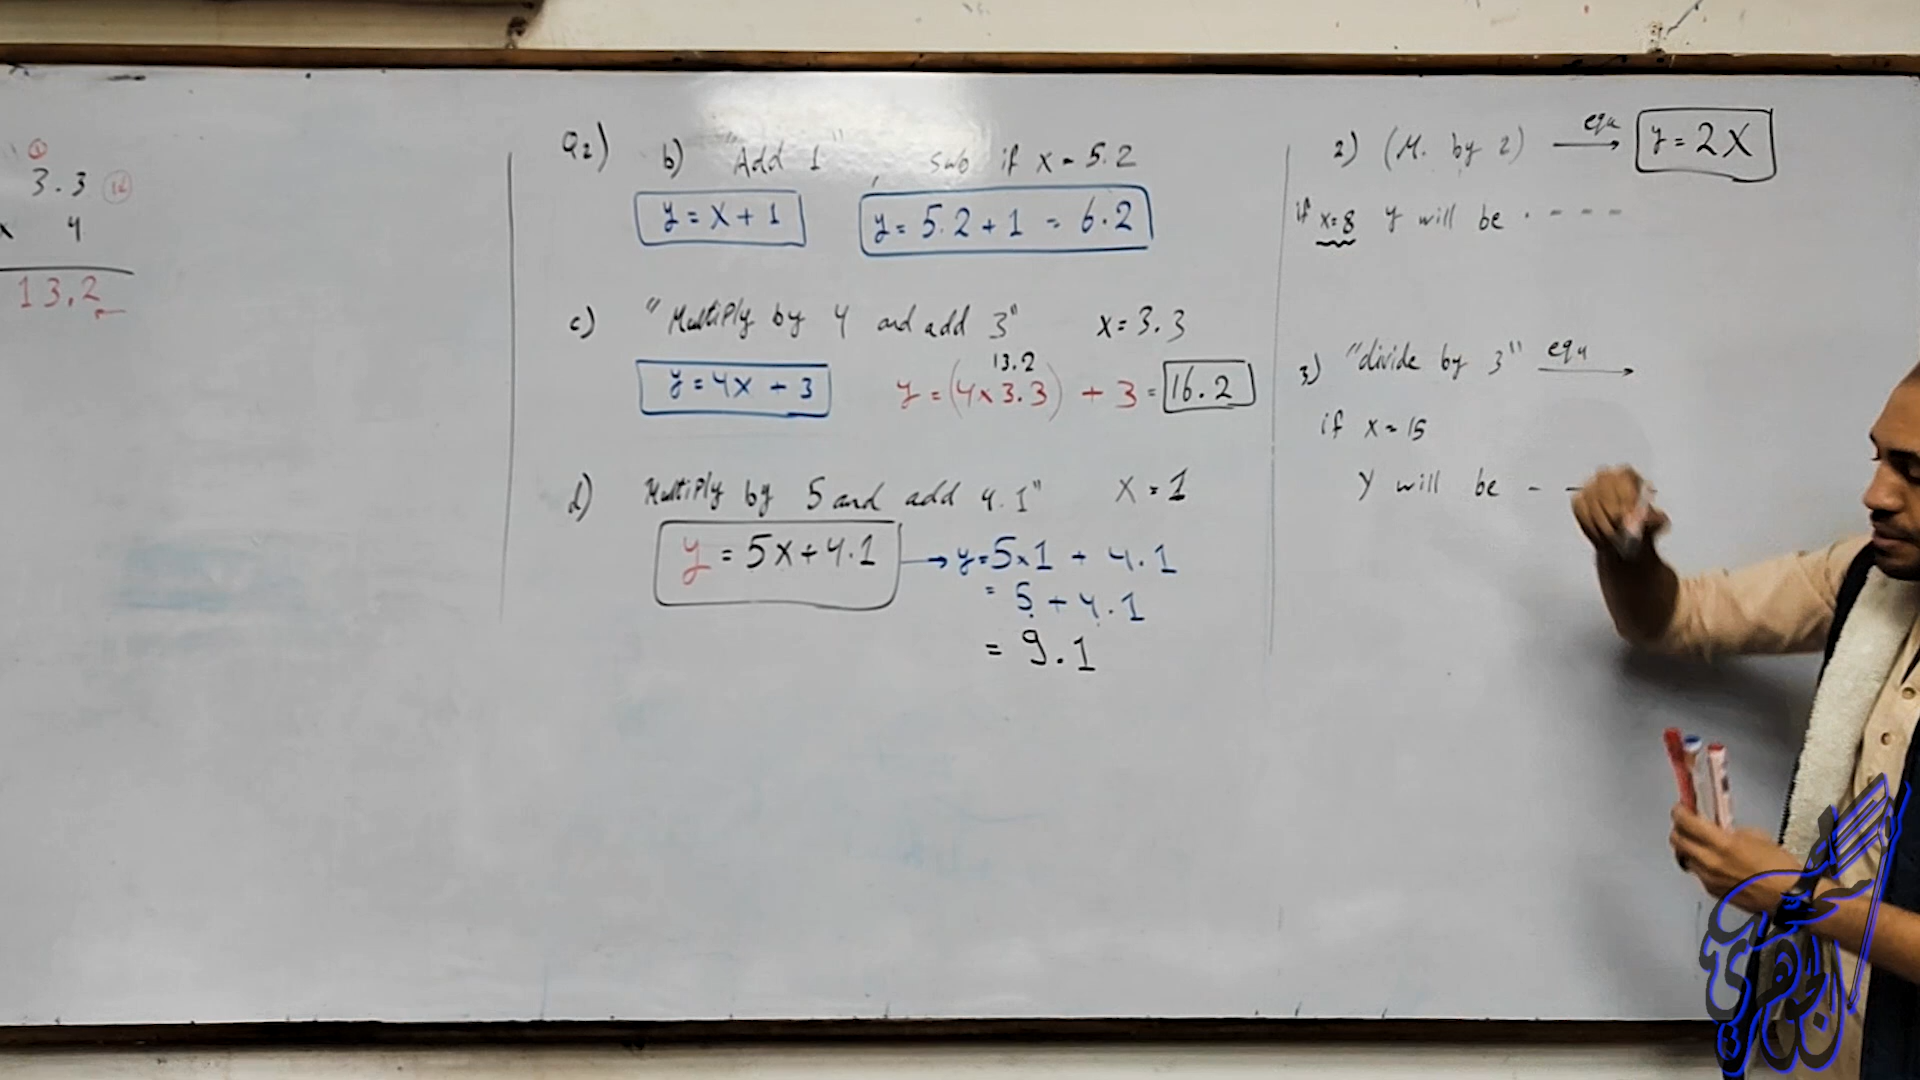 3.3
x 4
13.2
Q2) b) "Add 1", sub if x = 5.2
y = x + 1
y = 5.2 + 1 = 6.2
c) "Multiply by 4 and add 3" x = 3.3
13.2
y = 4x + 3
y = (4 x 3.3) + 3 = 16.2
d) Multiply by 5 and add 4.1" x = 1
y = 5x + 4.1 → y = 5x1 + 4.1
= 5 + 4.1
= 9.1
2) (M. by 2) equ → y = 2x
if x = 8 y will be - - - -
3) "divide by 3" equ →
if x = 15
y will be - -